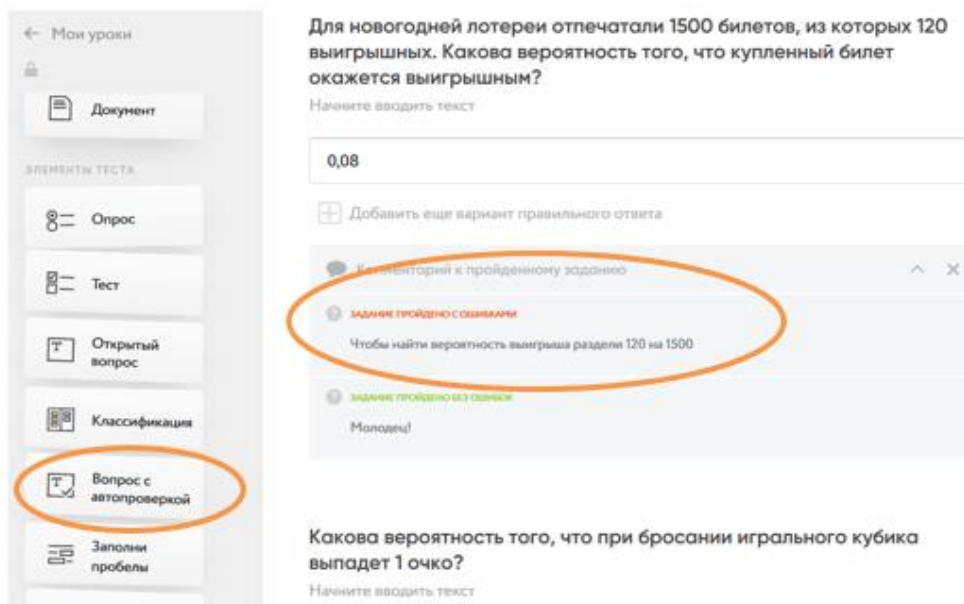 ← Мои уроки
Документ
ЭЛЕМЕНТЫ ТЕСТА
Опрос
Тест
Открытый
вопрос
Классификация
Вопрос с
автопроверкой
Заполни
пробелы
Для новогодней лотереи отпечатали 1500 билетов, из которых 120
выигрышных. Какова вероятность того, что купленный билет
окажется выигрышным?
Начните вводить текст
0,08
Добавить еще вариант правильного ответа
Комментарий к пройденному заданию
ЗАДАНИЕ ПРОЙДЕНО С ОШИБКАМИ
Чтобы найти вероятность выигрыша раздели 120 на 1500
ЗАДАНИЕ ПРОЙДЕНО БЕЗ ОШИБОК
Молодец!
Какова вероятность того, что при бросании игрального кубика
выпадет 1 очко?
Начните вводить текст